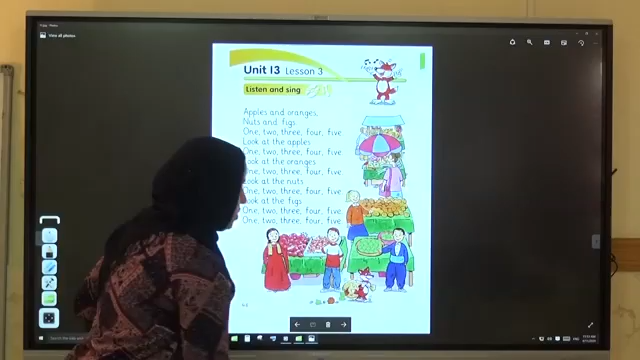 See all photos
Unit 13 Lesson 3
Listen and sing
Apples and oranges,
Nuts and figs
One, two, three, four, five
Look at the apples
One, two, three, four, five
Look at the oranges
One, two, three, four, five
Look at the nuts
One, two, three, four, five
Look at the figs
One, two, three, four, five
One, two, three, four, five